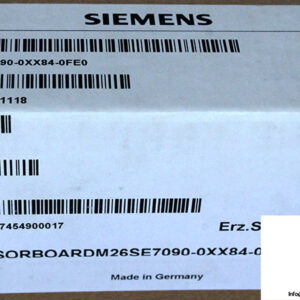 SIEMENS
090-0XX84-0FE0
1118
7454900017
Erz.S
SORBOARDM26SE7090-0XX84-0
Made in Germany